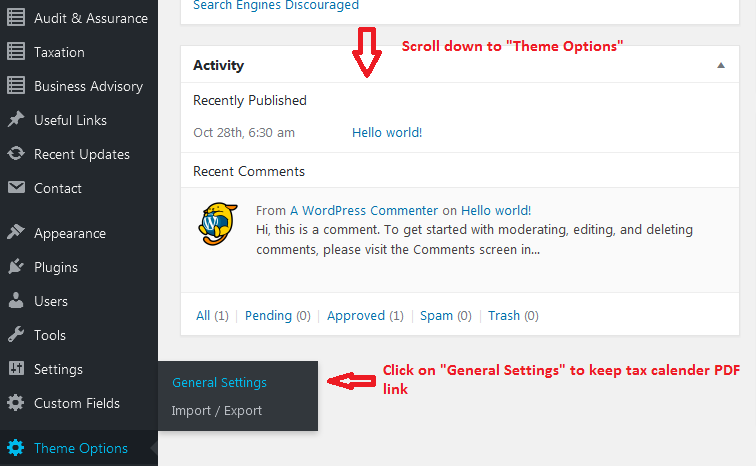 Audit & Assurance
Taxation
Business Advisory
Useful Links
Recent Updates
Contact
Appearance
Plugins
Users
Tools
Settings
Custom Fields
Theme Options
Search Engines Discouraged
Scroll down to "Theme Options"
Activity
Recently Published
Oct 28th, 6:30 am Hello world!
Recent Comments
From A WordPress Commenter on Hello world!
Hi, this is a comment. To get started with moderating, editing, and deleting
comments, please visit the Comments screen in...
All (1) | Pending (0) | Approved (1) | Spam (0) | Trash (0)
General Settings
Import / Export
Click on "General Settings" to keep tax calender PDF
link